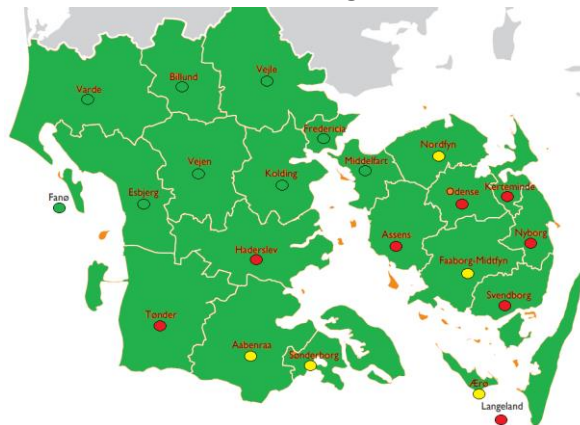 Varde
Billund
Vejle
Fredericia
Vejen
Kolding
Middelfart
Nordfyn
Fanø
Esbjerg
Odense
Kerteminde
Assens
Nyborg
Haderslev
Faaborg-Midtfyn
Svendborg
Tønder
Aabenraa
Sønderborg
Ærø
Langeland